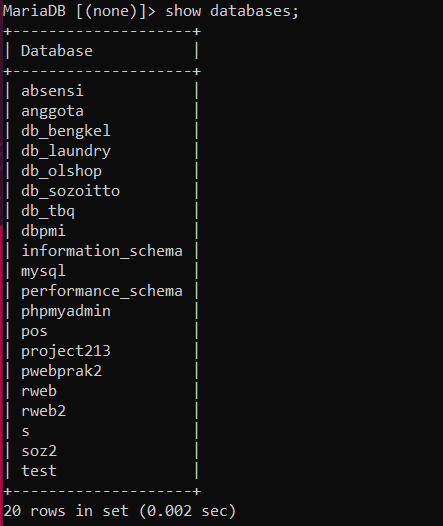 MariaDB [(none)]> show databases;
+--------------------+
| Database           |
+--------------------+
| absensi            |
| anggota            |
| db_bengkel         |
| db_laundry         |
| db_olshop          |
| db_sozoitto        |
| db_tbq             |
| dbpmi              |
| information_schema |
| mysql              |
| performance_schema |
| phpmyadmin         |
| pos                |
| project213         |
| pwebprak2          |
| rweb               |
| rweb2              |
| s                  |
| soz2               |
| test               |
+--------------------+
20 rows in set (0.002 sec)